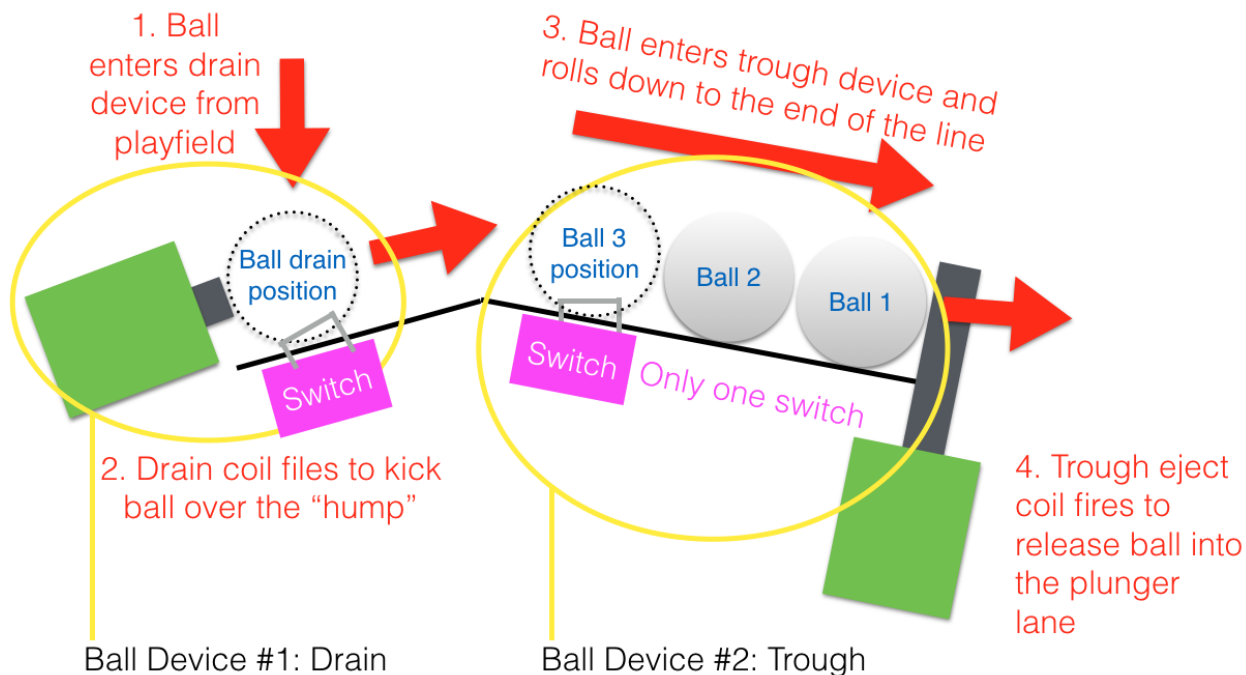 1. Ball
enters drain
device from
playfield
3. Ball enters trough device and
rolls down to the end of the line
Ball drain
position
Ball 3
position
Ball 2
Ball 1
Switch
Switch
Only one switch
2. Drain coil files to kick
ball over the “hump”
4. Trough eject
coil fires to
release ball into
the plunger
lane
Ball Device #1: Drain
Ball Device #2: Trough